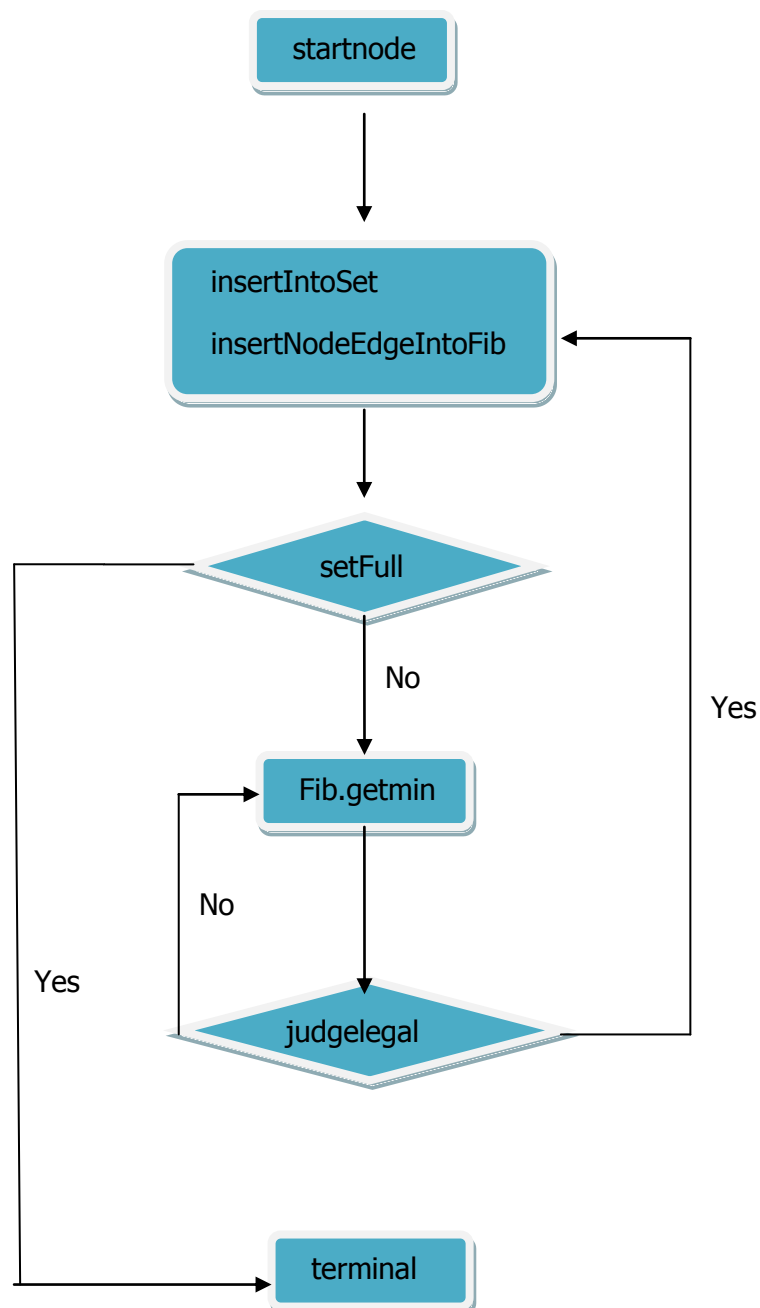 startnode
insertIntoSet
insertNodeEdgeIntoFib
setFull
No
Yes
Fib.getmin
No
Yes
judgelegal
terminal